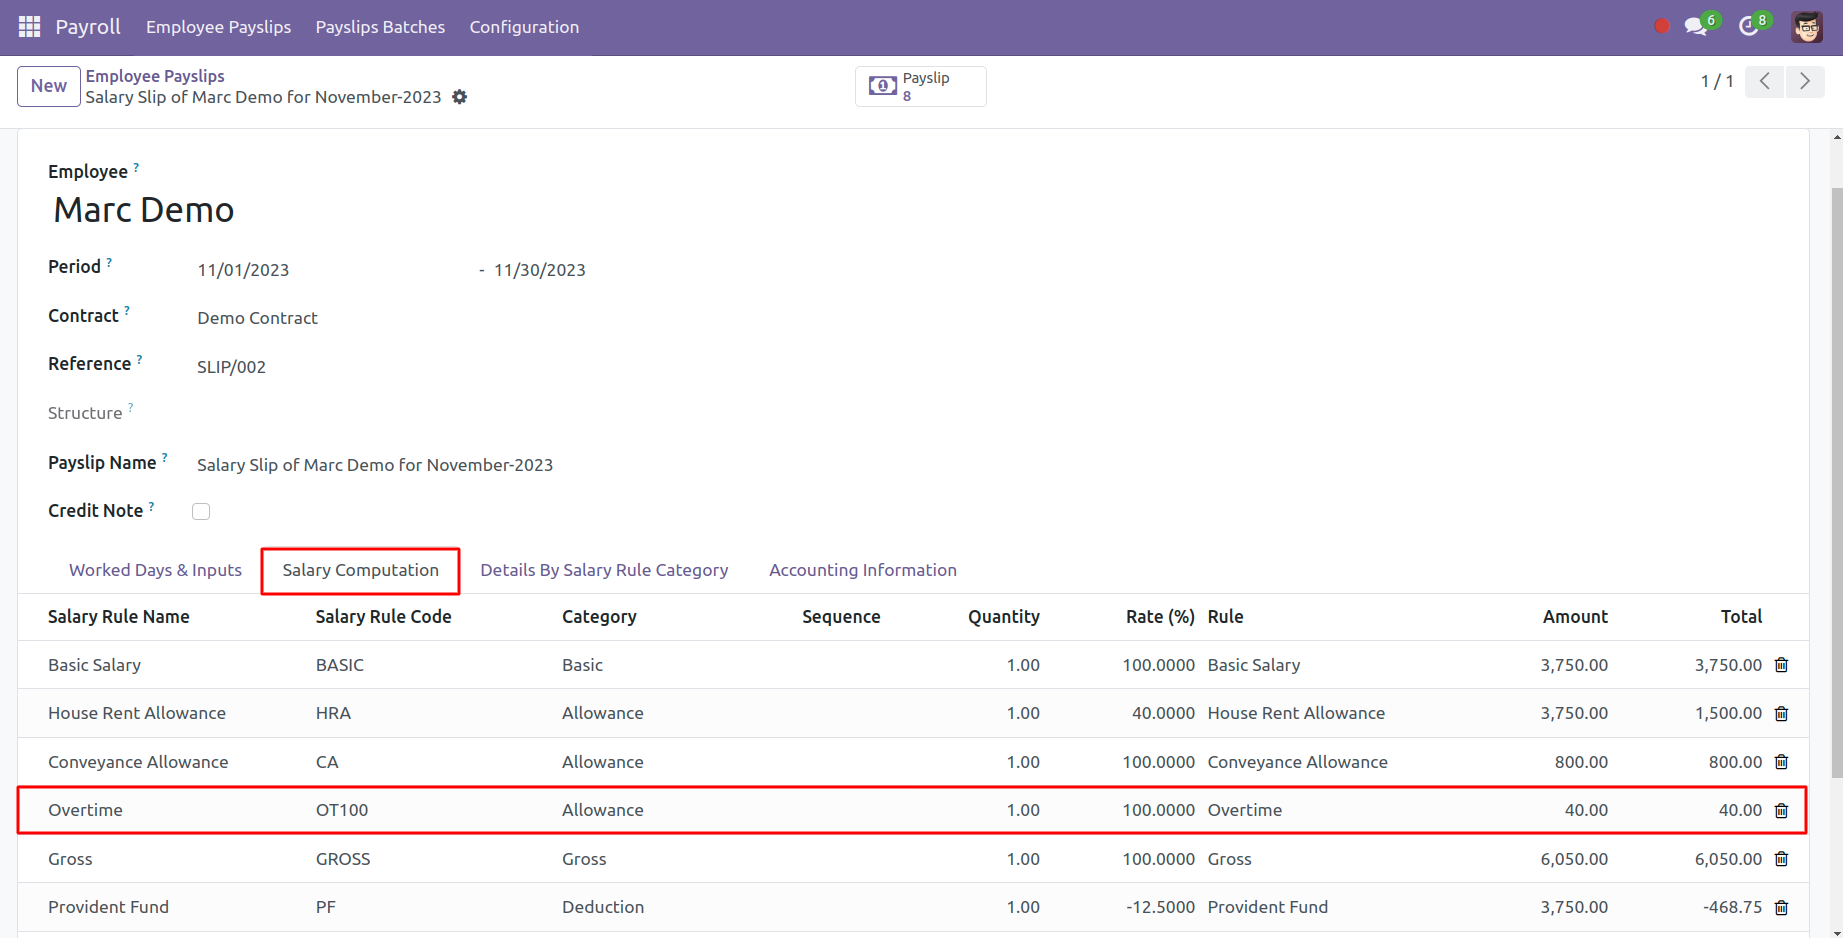 Payroll Employee Payslips Payslips Batches Configuration 6 8
New Employee Payslips
Salary Slip of Marc Demo for November-2023
Payslip
8
1 / 1
Employee ?
Marc Demo
Period ? 11/01/2023 - 11/30/2023
Contract ? Demo Contract
Reference ? SLIP/002
Structure ?
Payslip Name ? Salary Slip of Marc Demo for November-2023
Credit Note ?
Worked Days & Inputs Salary Computation Details By Salary Rule Category Accounting Information
Salary Rule Name Salary Rule Code Category Sequence Quantity Rate (%) Rule Amount Total
Basic Salary BASIC Basic 1.00 100.0000 Basic Salary 3,750.00 3,750.00
House Rent Allowance HRA Allowance 1.00 40.0000 House Rent Allowance 3,750.00 1,500.00
Conveyance Allowance CA Allowance 1.00 100.0000 Conveyance Allowance 800.00 800.00
Overtime OT100 Allowance 1.00 100.0000 Overtime 40.00 40.00
Gross GROSS Gross 1.00 100.0000 Gross 6,050.00 6,050.00
Provident Fund PF Deduction 1.00 -12.5000 Provident Fund 3,750.00 -468.75